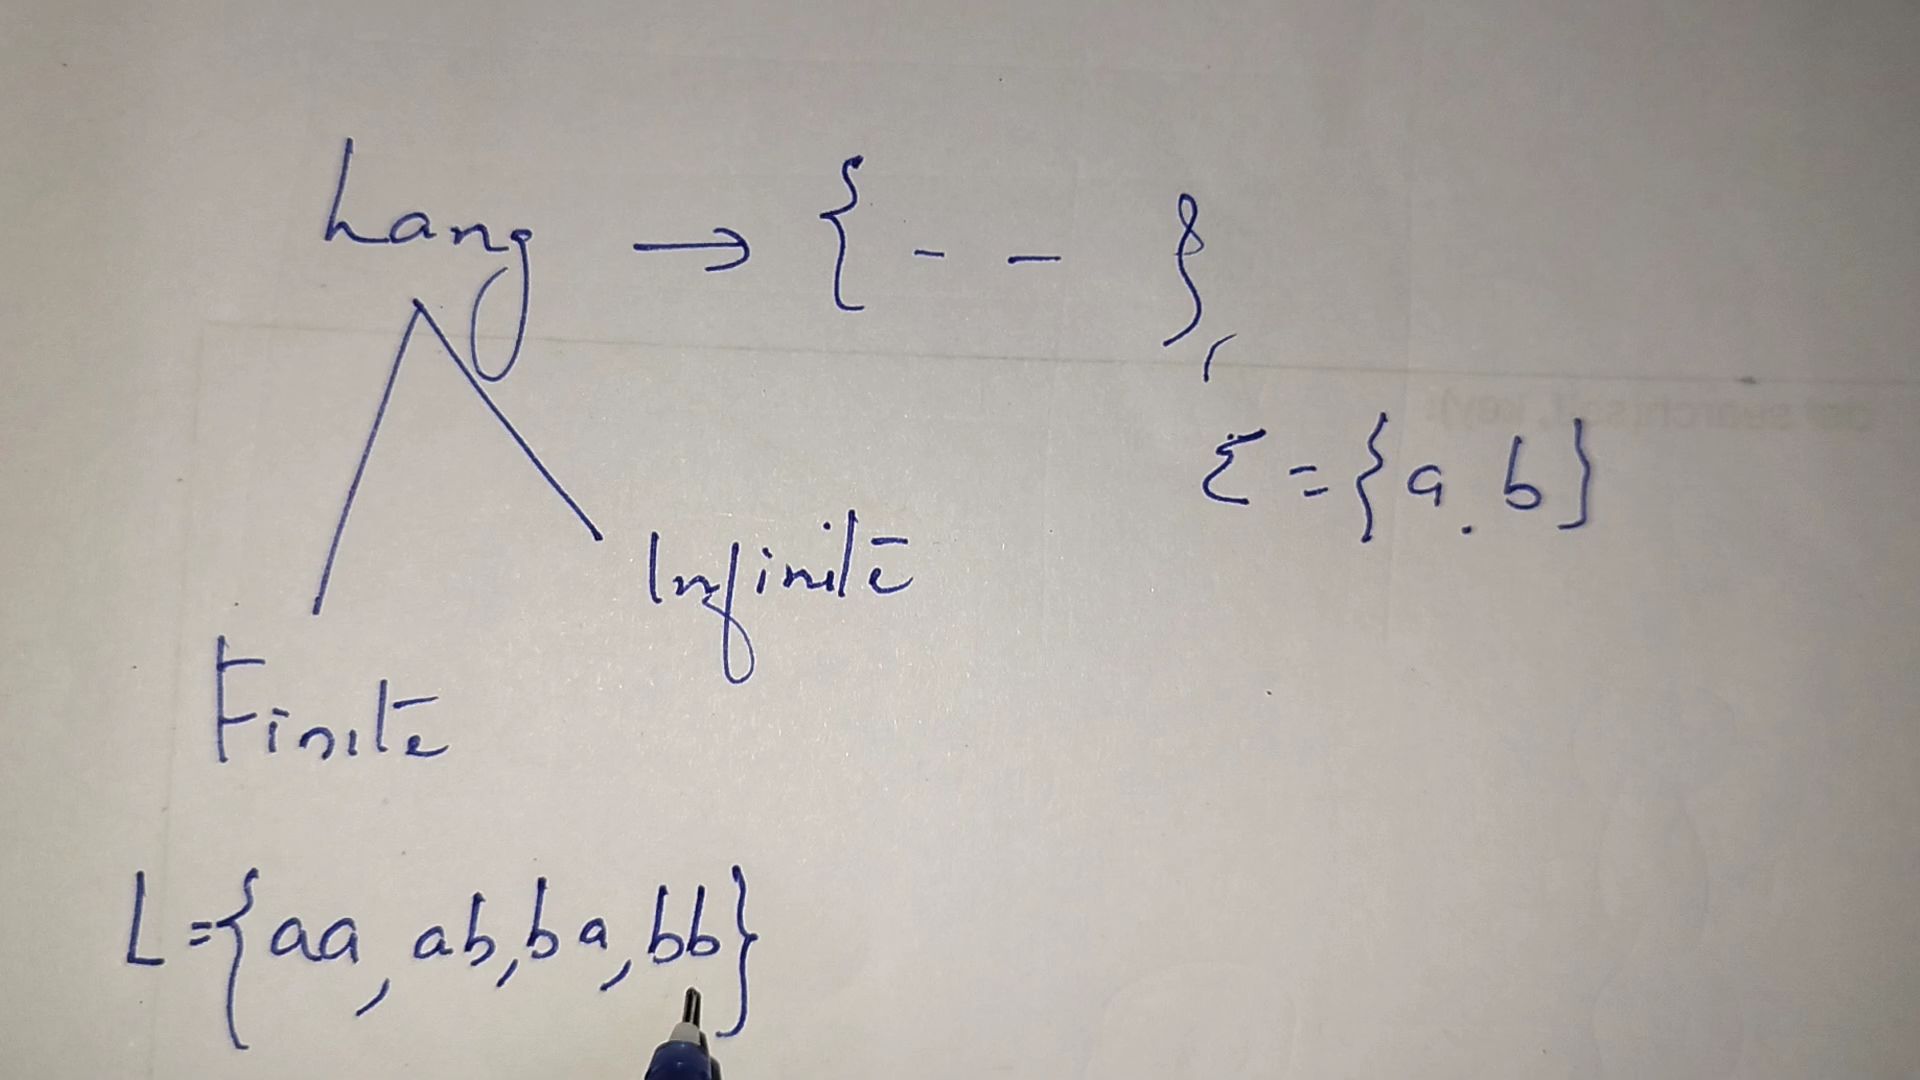 Lang → { - - },
Σ = {a, b}
Infinite
Finite
L = {aa, ab, ba, bb}